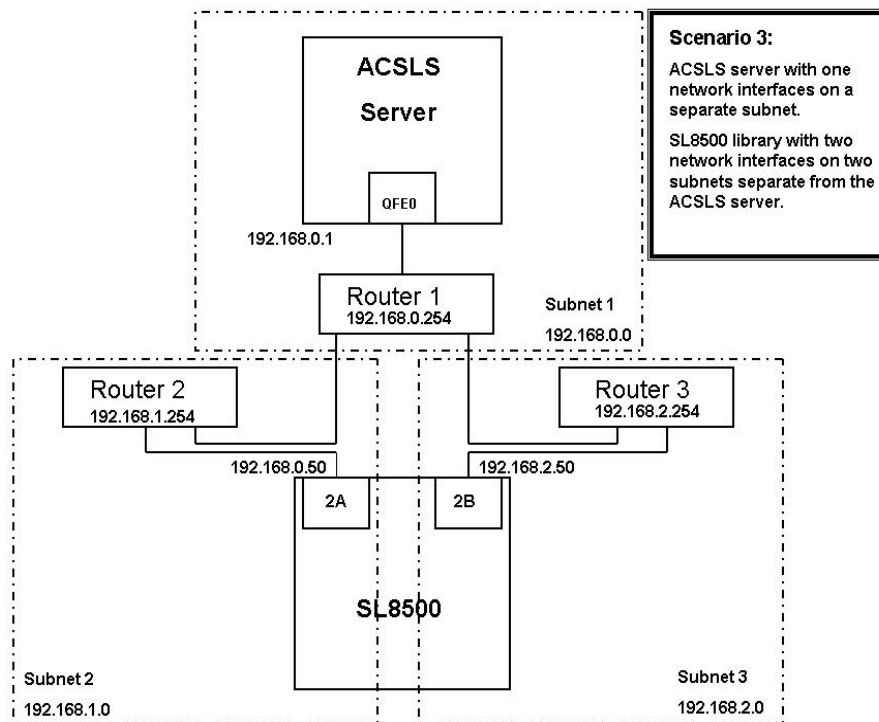 ACSLS
Server
QFE0
192.168.0.1
Scenario 3:
ACSLS server with one
network interfaces on a
separate subnet.
SL8500 library with two
network interfaces on two
subnets separate from the
ACSLS server.
Router 1
192.168.0.254
Subnet 1
192.168.0.0
Router 2
192.168.1.254
Router 3
192.168.2.254
192.168.0.50
192.168.2.50
2A
2B
SL8500
Subnet 2
192.168.1.0
Subnet 3
192.168.2.0